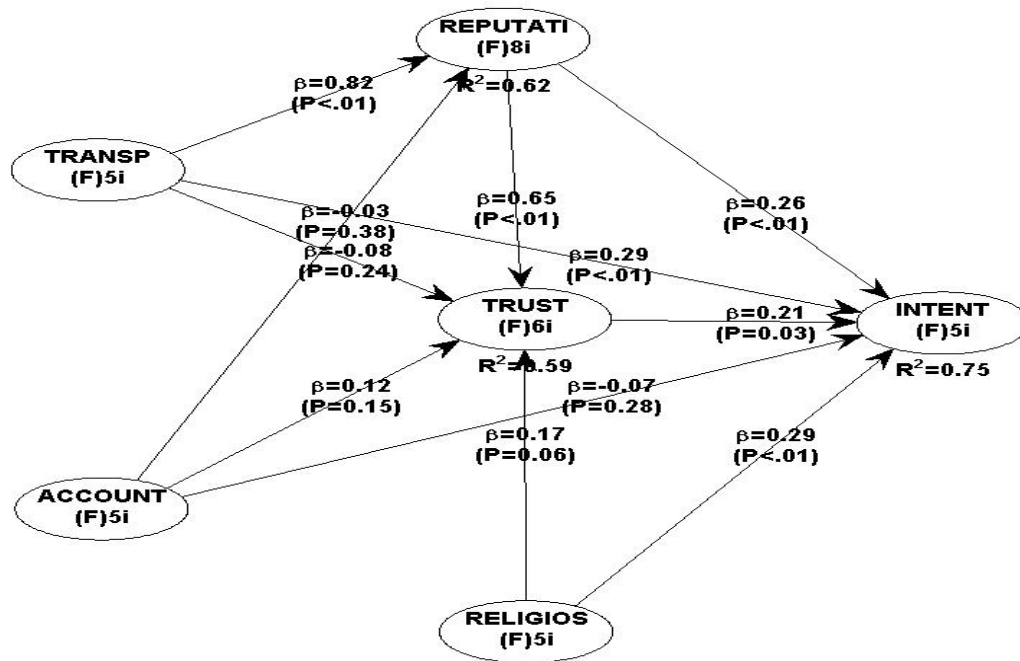 REPUTATI
(F)8i
R²=0.62
β=0.82
(P<.01)
TRANSP
(F)5i
β=-0.03
(P=0.38)
β=-0.08
(P=0.24)
β=0.65
(P<.01)
β=0.26
(P<.01)
β=0.29
(P<.01)
TRUST
(F)6i
R²=0.59
β=0.21
(P=0.03)
INTENT
(F)5i
R²=0.75
β=0.12
(P=0.15)
β=-0.07
(P=0.28)
β=0.17
(P=0.06)
β=0.29
(P<.01)
ACCOUNT
(F)5i
RELIGIOS
(F)5i